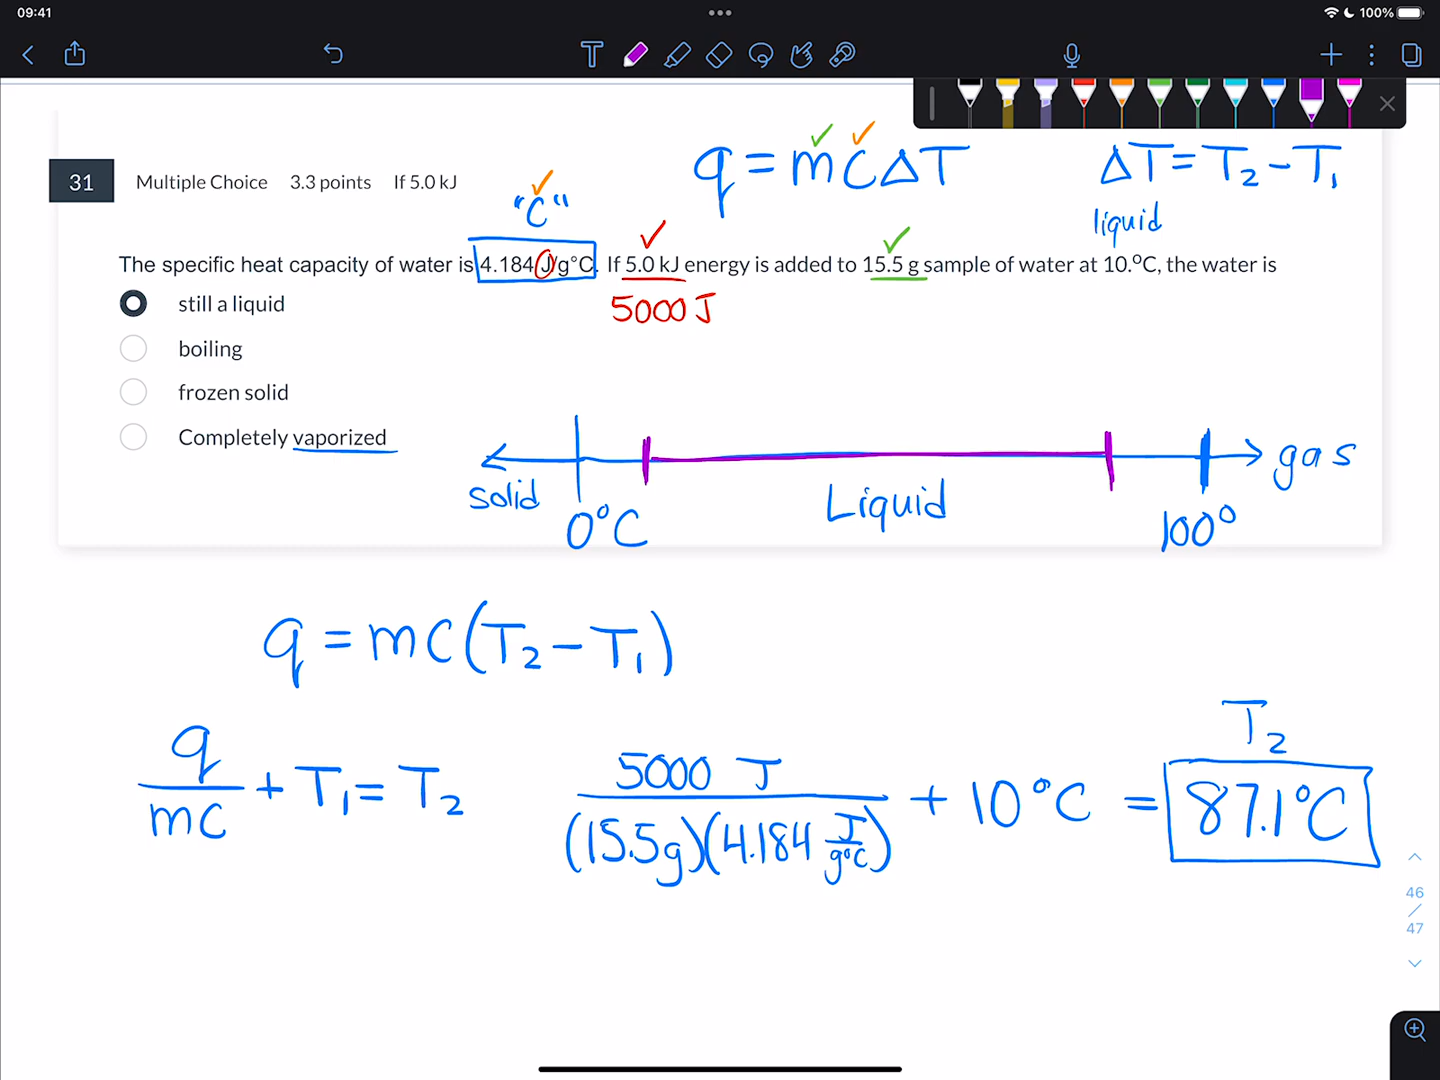 09:41
100%
T
31 Multiple Choice 3.3 points If 5.0 kJ
q = mCΔT
ΔT = T₂ - T₁
liquid
"C"
The specific heat capacity of water is 4.184 J/g°C. If 5.0 kJ energy is added to 15.5 g sample of water at 10.°C, the water is
5000 J
still a liquid
boiling
frozen solid
Completely vaporized
gas
solid
Liquid
0°C
100°
q = mC(T₂ - T₁)
q/mC + T₁ = T₂
5000 J / (15.5g)(4.184 J/g°C) + 10°C = 87.1°C
T₂
46
/
47